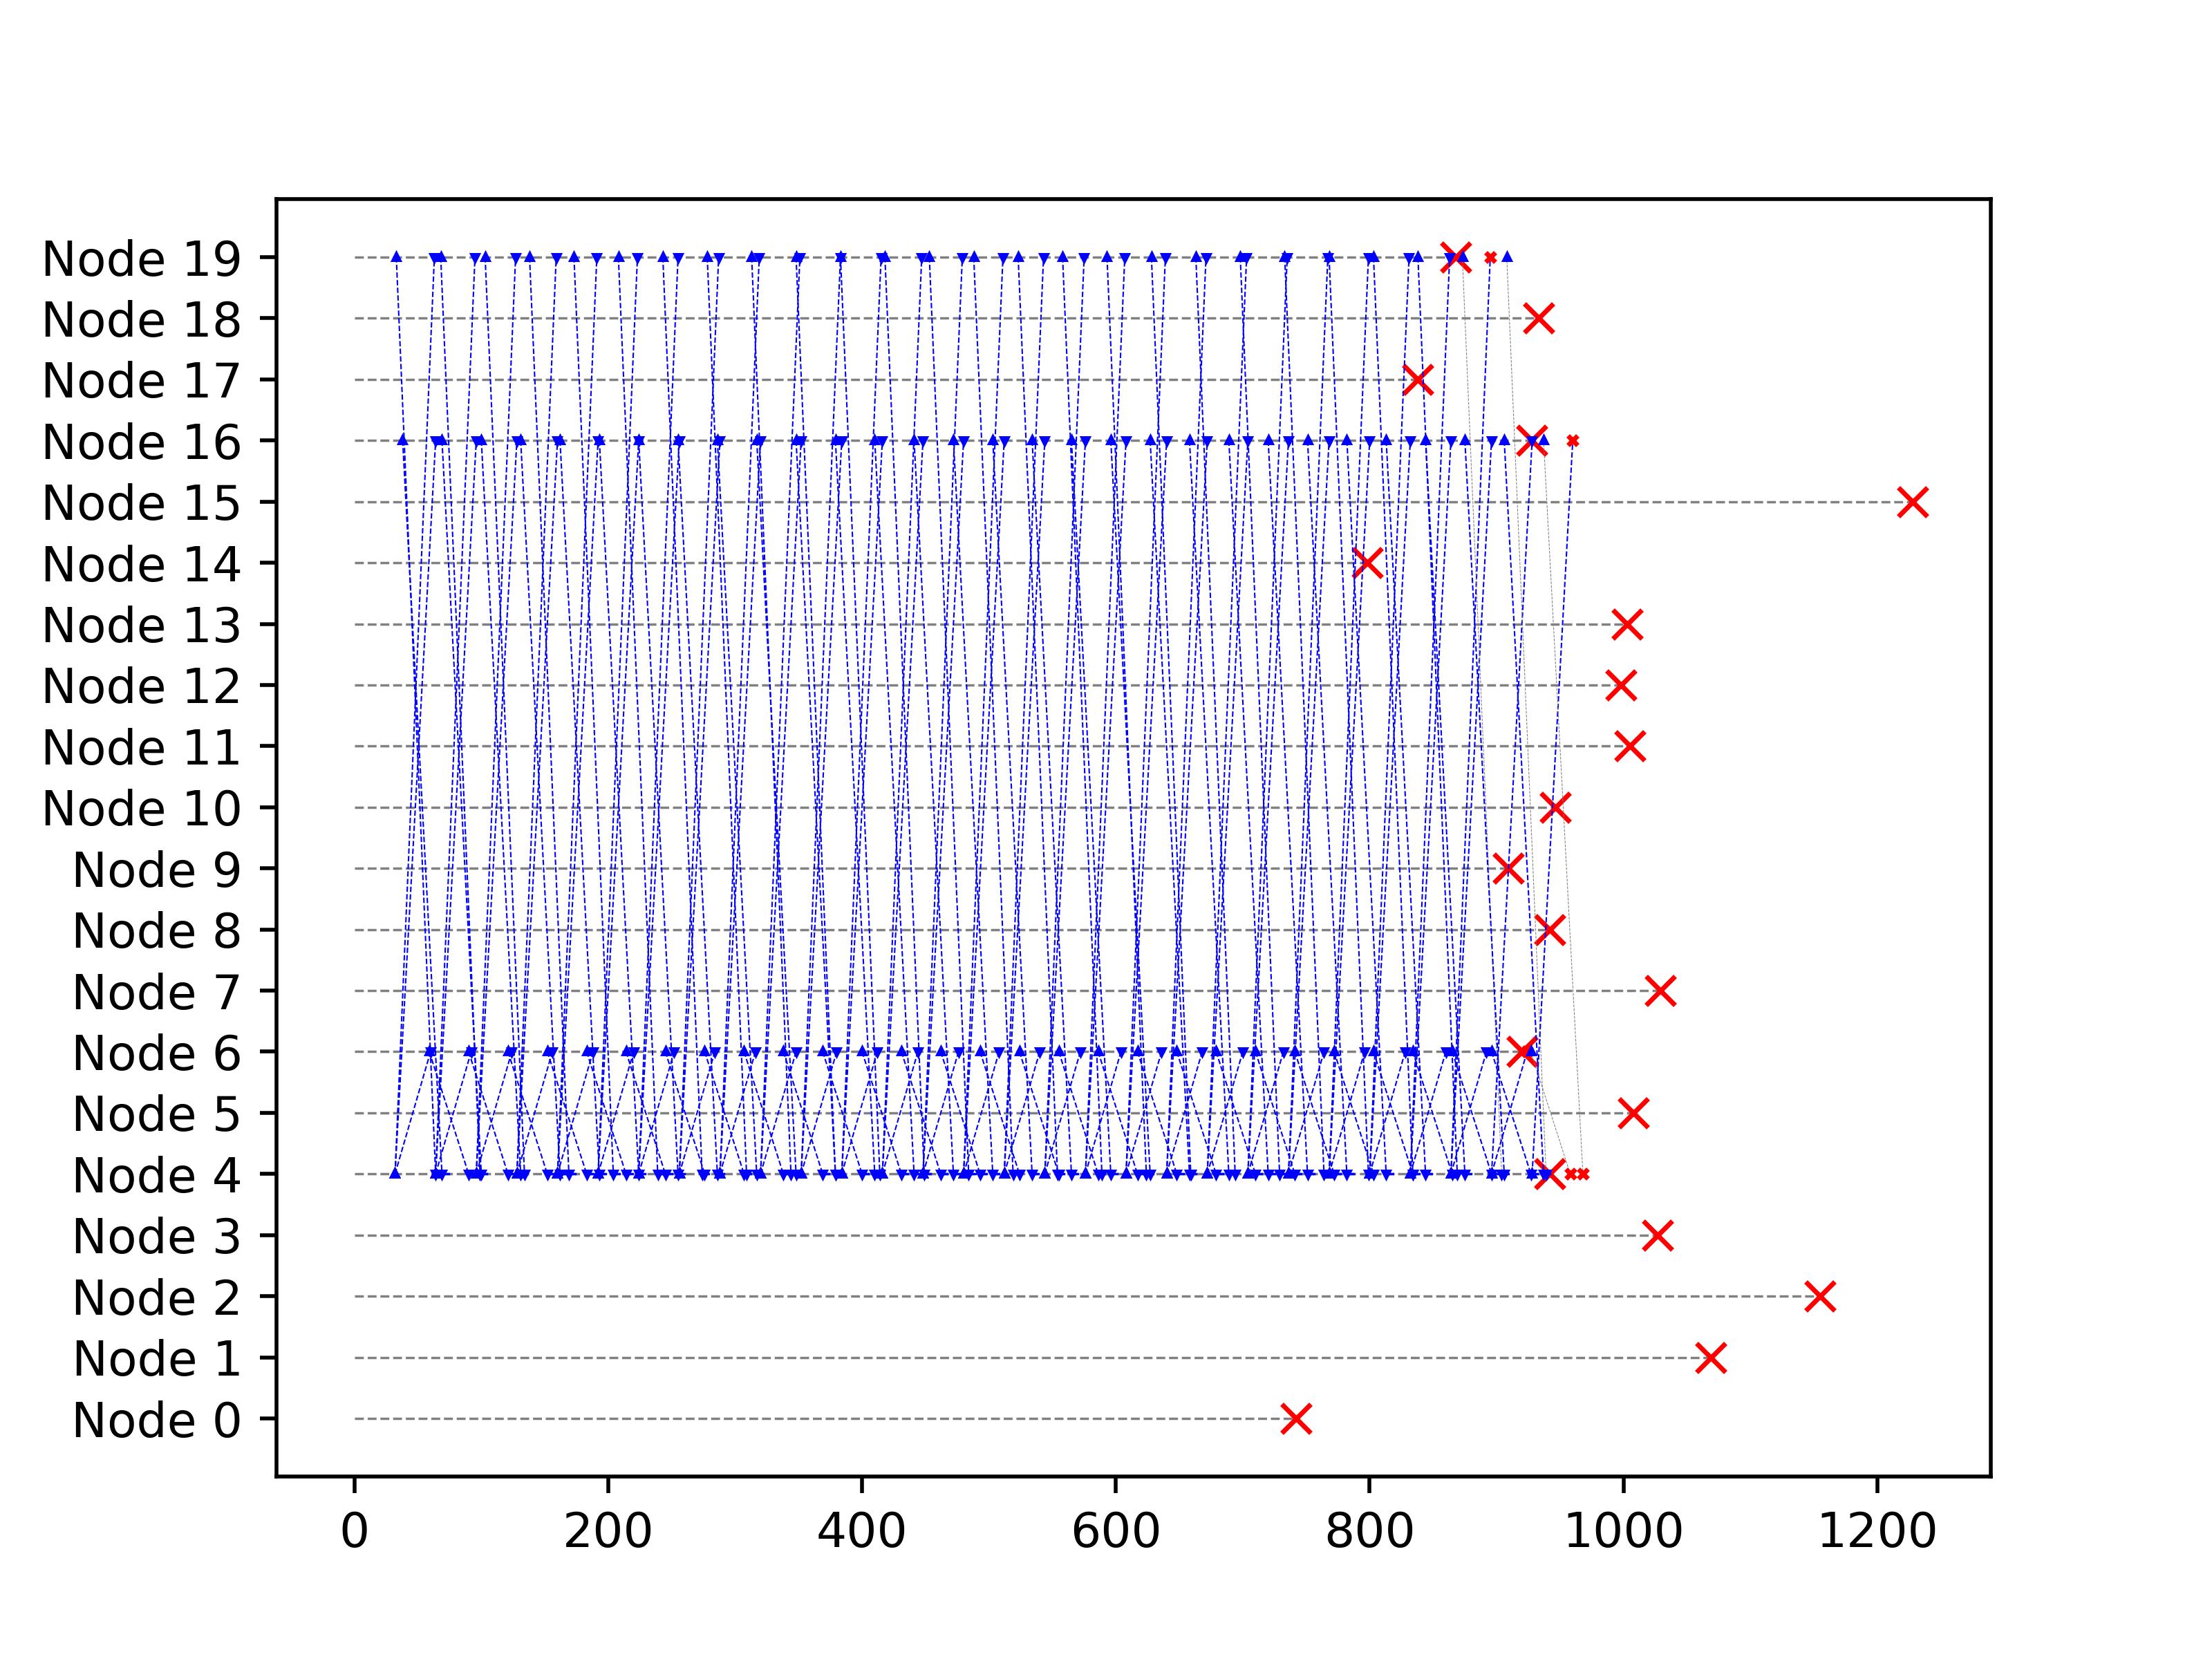 Node 19
Node 18
Node 17
Node 16
Node 15
Node 14
Node 13
Node 12
Node 11
Node 10
Node 9
Node 8
Node 7
Node 6
Node 5
Node 4
Node 3
Node 2
Node 1
Node 0
0 200 400 600 800 1000 1200